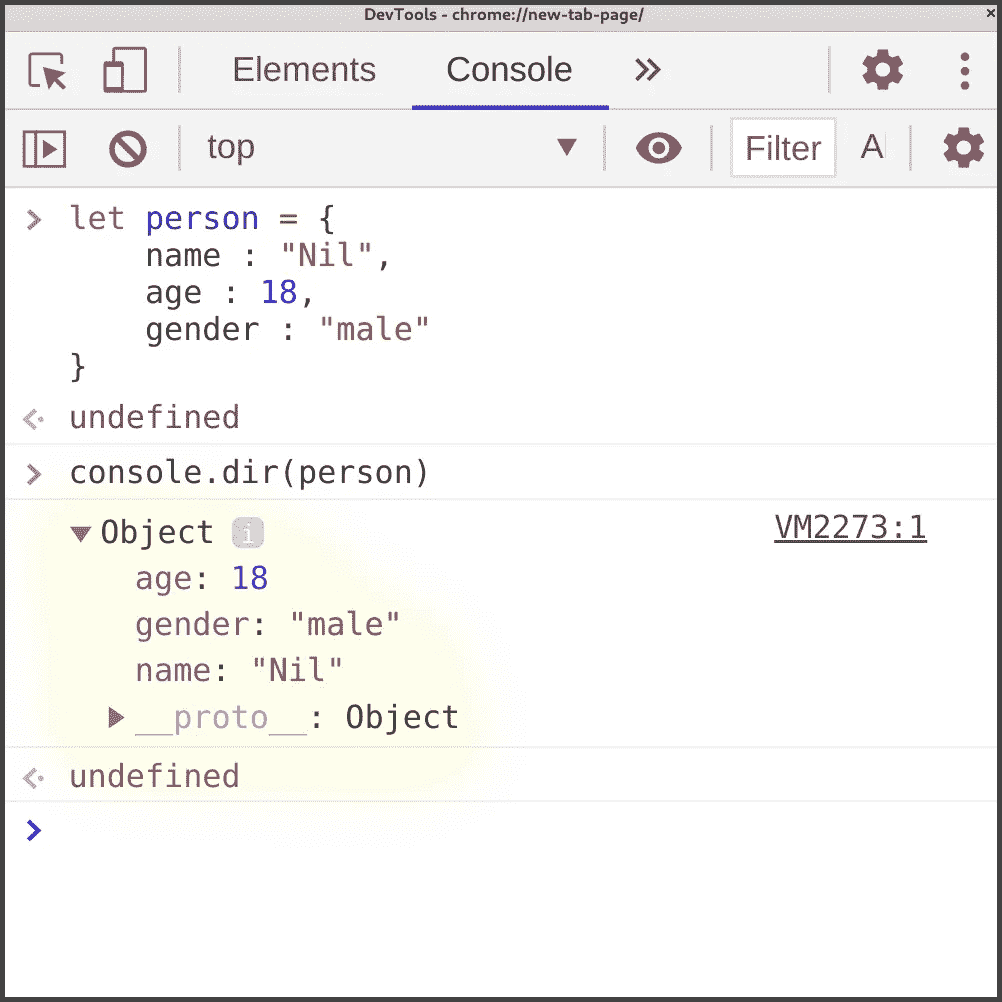 DevTools - chrome://new-tab-page/
Elements Console
top Filter A
let person = {
    name : "Nil",
    age : 18,
    gender : "male"
}
undefined
console.dir(person)
Object i VM2273:1
age: 18
gender: "male"
name: "Nil"
__proto__: Object
undefined